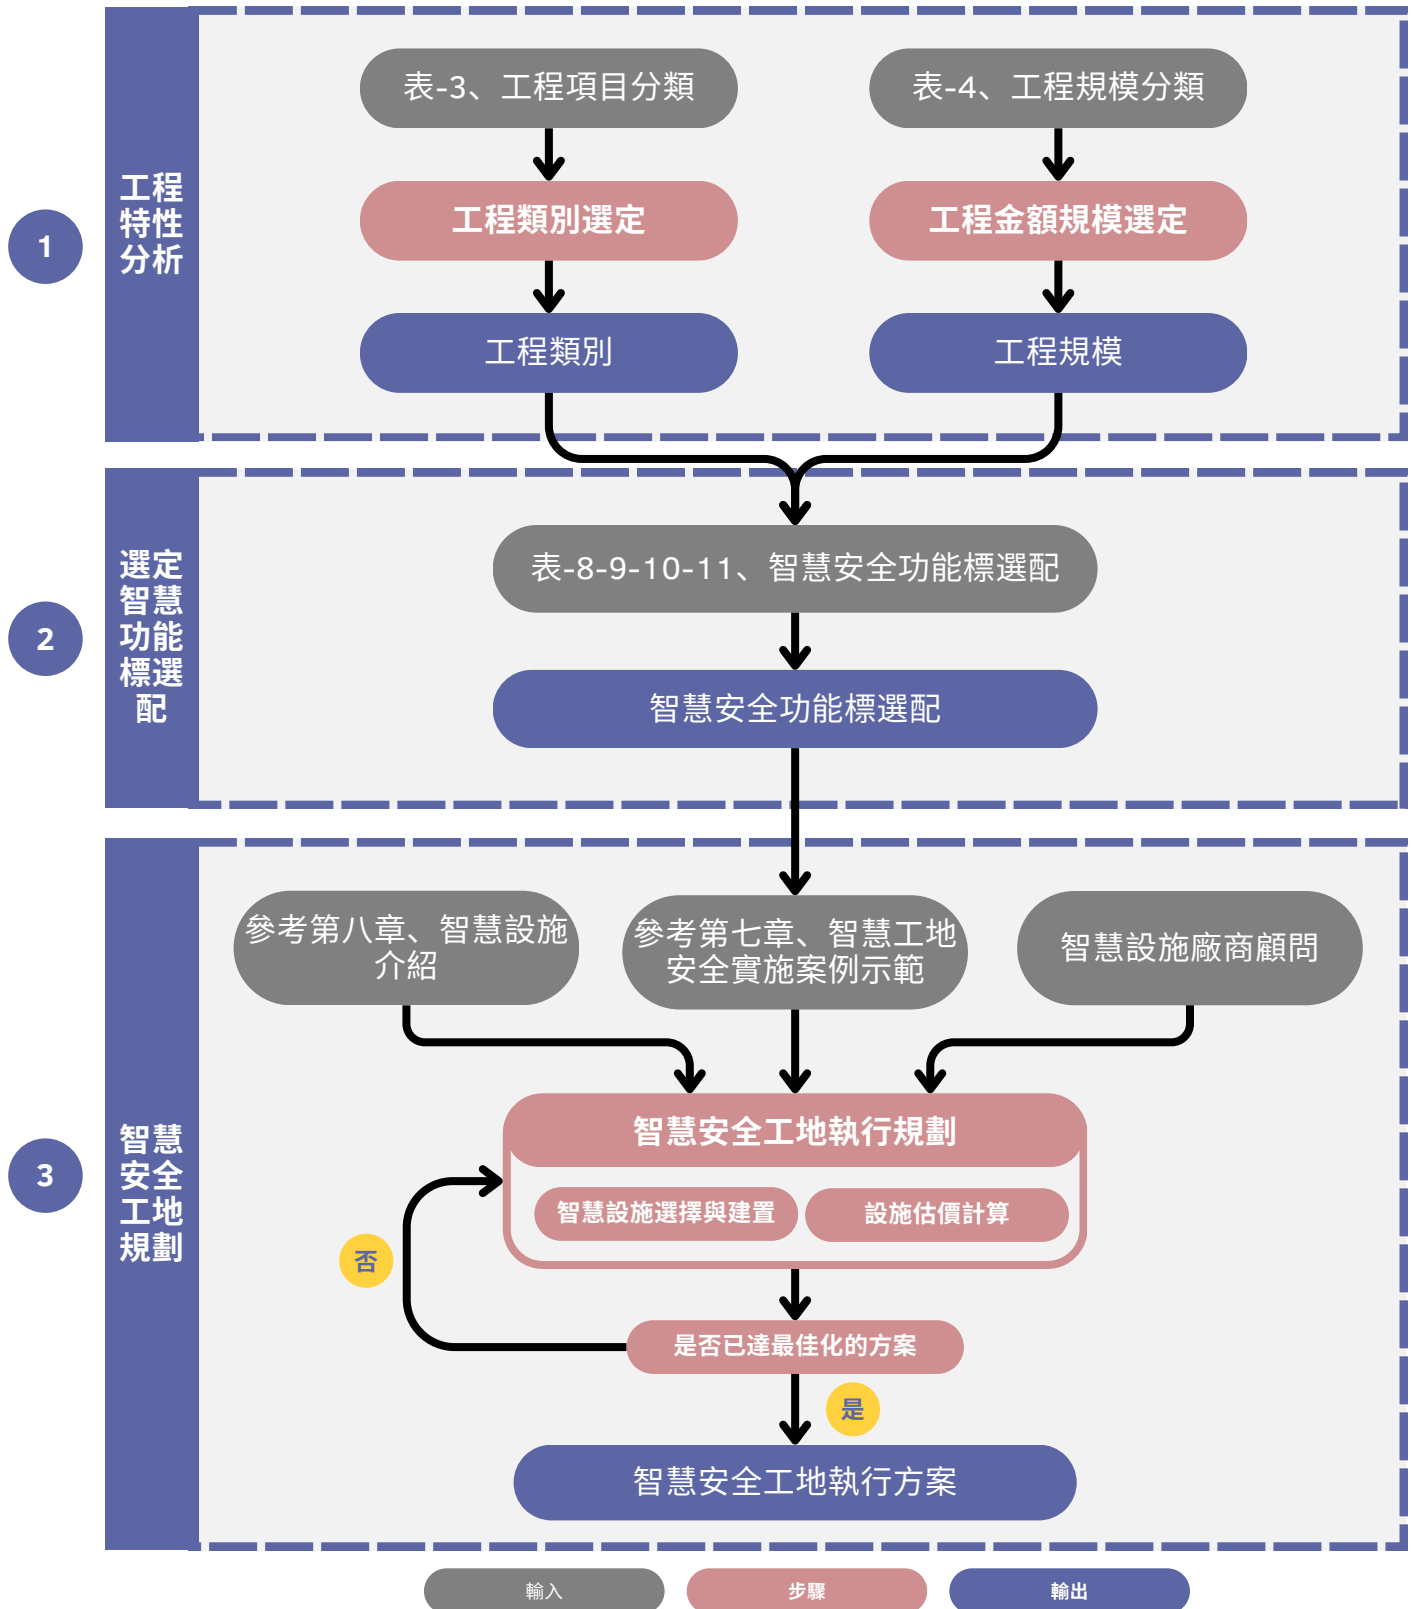 1
工程
特性
分析
表-3、工程項目分類
表-4、工程規模分類
工程類別選定
工程金額規模選定
工程類別
工程規模
2
選定
智慧
功能
標選
配
表-8-9-10-11、智慧安全功能標選配
智慧安全功能標選配
3
智慧
安全
工地
規劃
參考第八章、智慧設施
介紹
參考第七章、智慧工地
安全實施案例示範
智慧設施廠商顧問
智慧安全工地執行規劃
智慧設施選擇與建置
設施估價計算
否
是否已達最佳化的方案
是
智慧安全工地執行方案
輸入
步驟
輸出